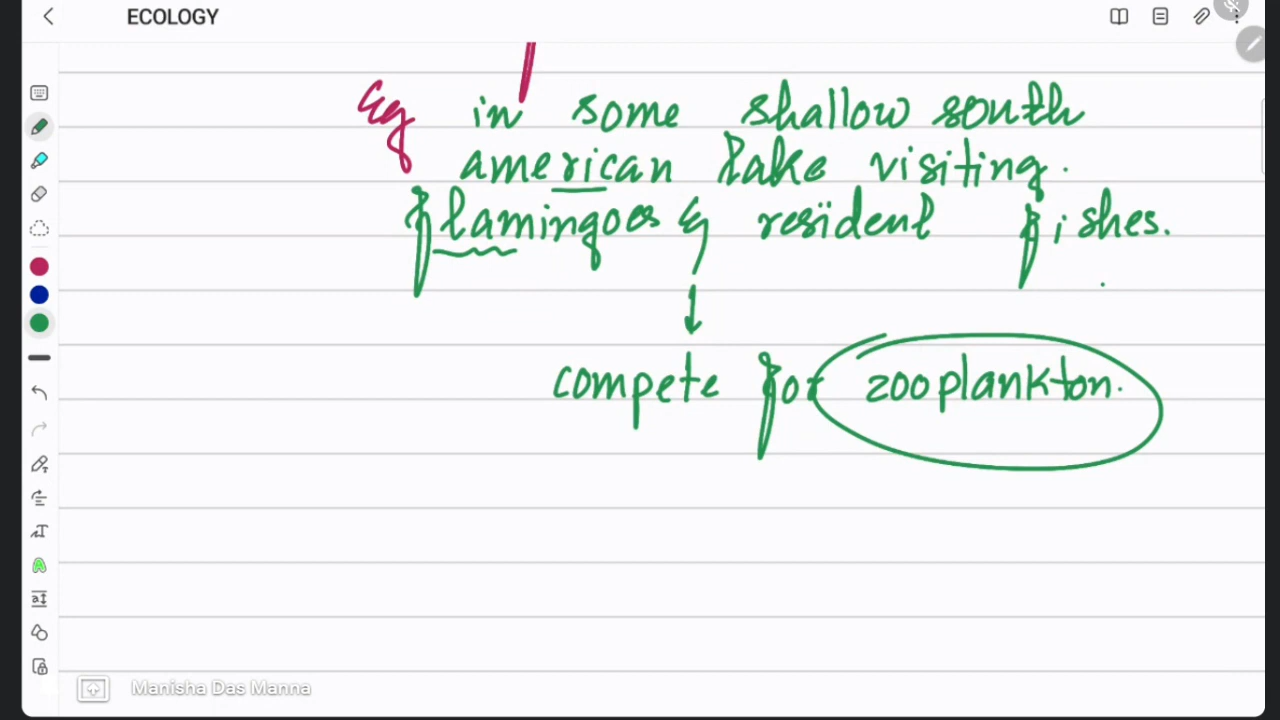 ECOLOGY
Eg in some shallow south
american lake visiting.
flamingoes & resident fishes.
compete for zooplankton.
Manisha Das Manna